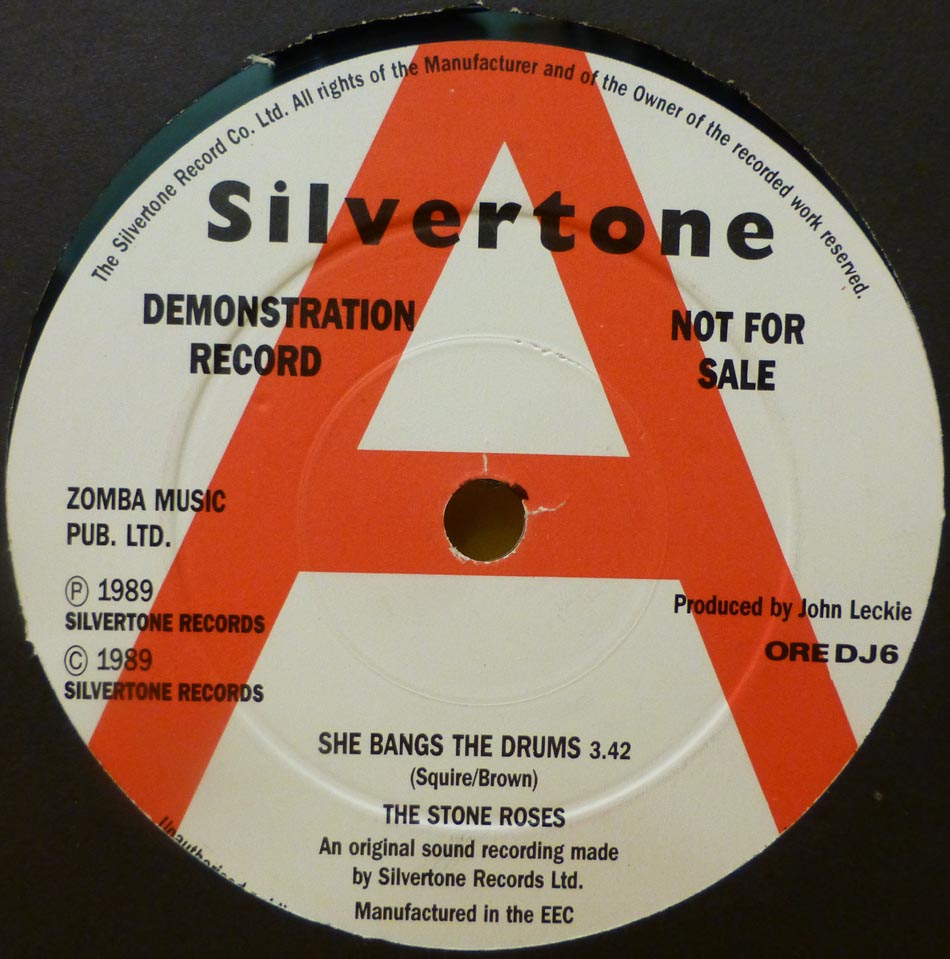 The Silvertone Record Co. Ltd. All rights of the Manufacturer and of the Owner of the recorded work reserved.
Silvertone
DEMONSTRATION
RECORD
NOT FOR
SALE
A
ZOMBA MUSIC
PUB. LTD.
Ⓟ 1989
SILVERTONE RECORDS
© 1989
SILVERTONE RECORDS
Produced by John Leckie
ORE DJ6
SHE BANGS THE DRUMS 3.42
(Squire/Brown)
THE STONE ROSES
An original sound recording made
by Silvertone Records Ltd.
Manufactured in the EEC